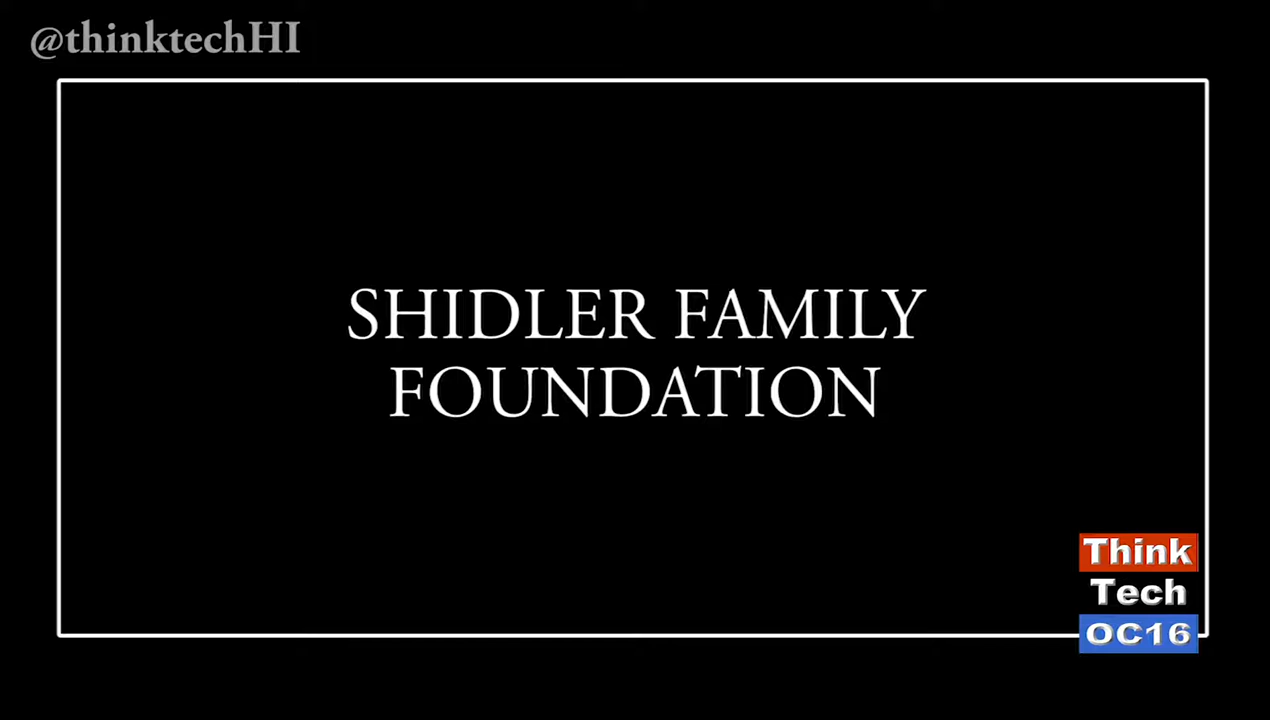 @thinktechHI
SHIDLER FAMILY
FOUNDATION
Think
Tech
OC16